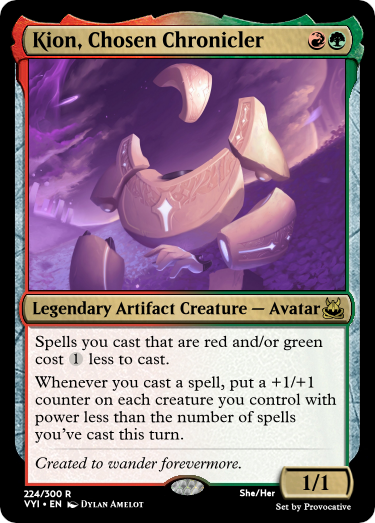 Kion, Chosen Chronicler
Legendary Artifact Creature — Avatar
Spells you cast that are red and/or green
cost 1 less to cast.
Whenever you cast a spell, put a +1/+1
counter on each creature you control with
power less than the number of spells
you've cast this turn.
Created to wander forevermore.
1/1
224/300 R
VYI • EN Dylan Amelot
She/Her
Set by Provocative